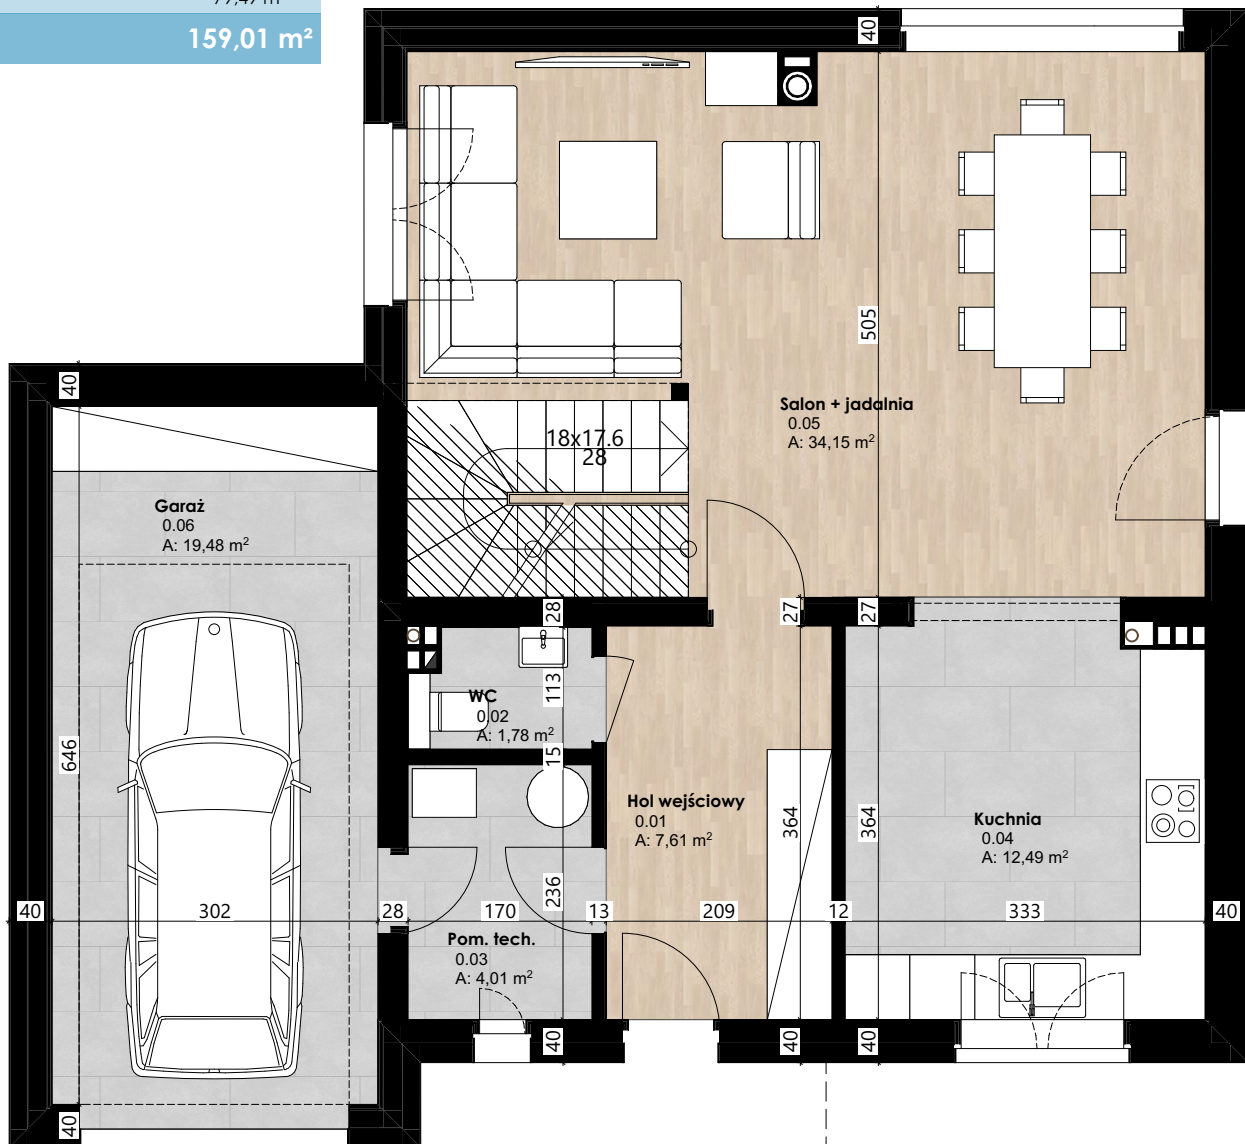 159,01 m²
40
505
Salon + jadalnia
0.05
A: 34,15 m²
18x17.6
28
40
Garaż
0.06
A: 19,48 m²
646
28
27
27
WC
0.02
A: 1,78 m²
113
15
Hol wejściowy
0.01
A: 7,61 m²
364
364
Kuchnia
0.04
A: 12,49 m²
236
40
302
28
170
13
209
12
333
40
Pom. tech.
0.03
A: 4,01 m²
40
40
40
40